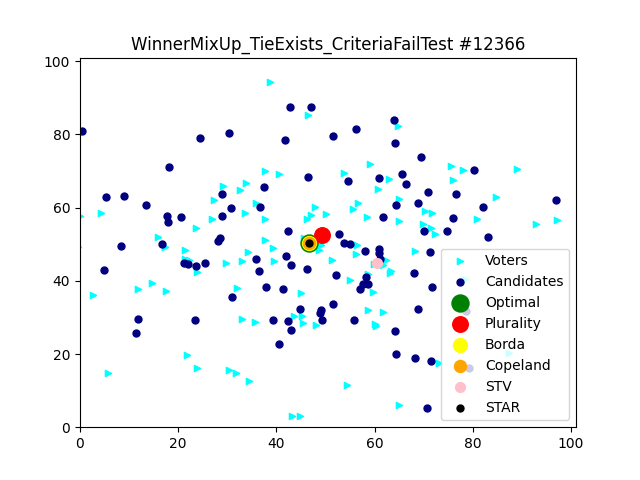 WinnerMixUp_TieExists_CriteriaFailTest #12366
100
80
60
40
20
0
0
20
40
60
80
100
Voters
Candidates
Optimal
Plurality
Borda
Copeland
STV
STAR